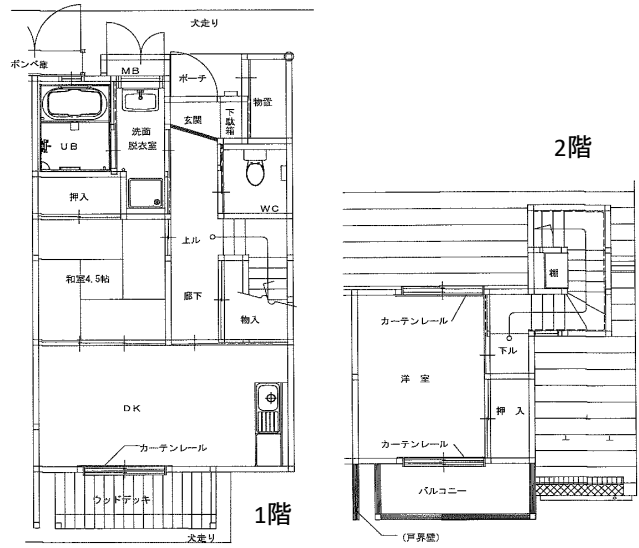 犬走り
ボンベ庫
MB
ポーチ
物置
玄関
下駄箱
洗面
脱衣室
UB
押入
WC
上ル
和室4.5帖
廊下
物入
DK
カーテンレール
ウッドデッキ
1階
犬走り
2階
棚
カーテンレール
下ル
洋室
押入
カーテンレール
バルコニー
(戸界壁)